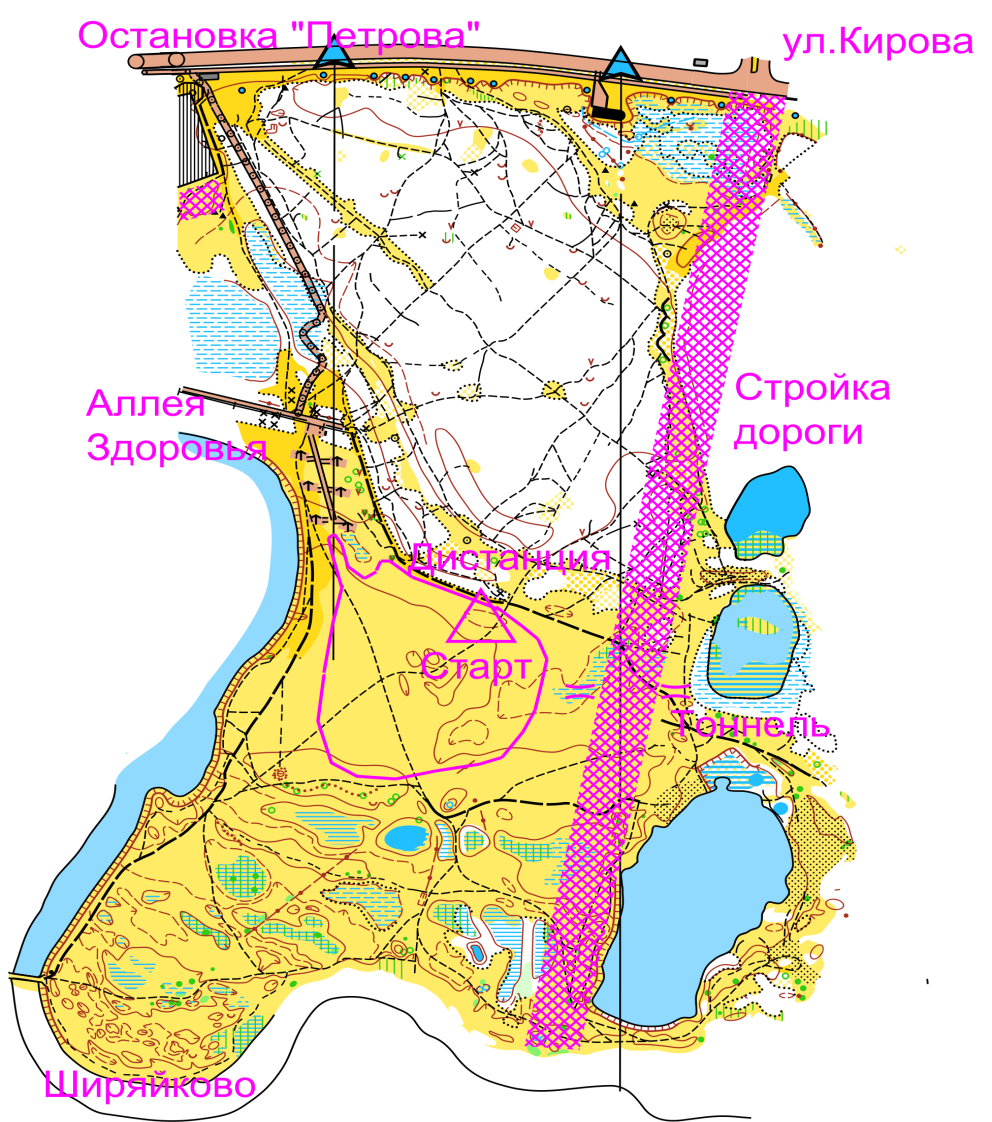 Остановка "Петрова"
ул.Кирова
Аллея
Здоровья
Стройка
дороги
Дистанция
Старт
Тоннель
Ширяйково